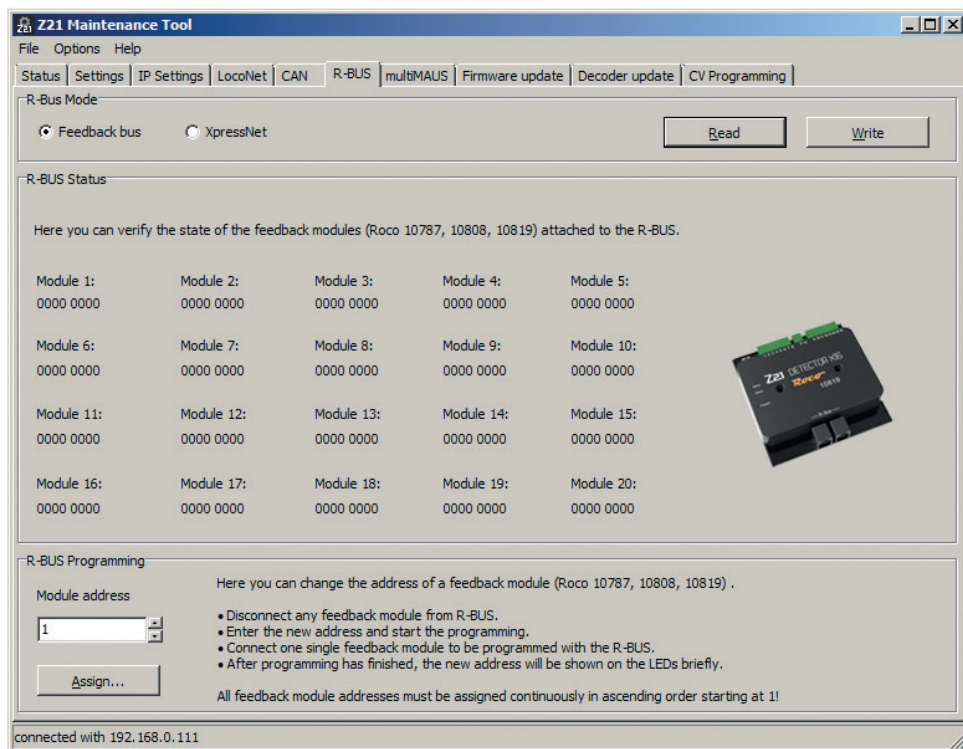 Z21 Maintenance Tool
File Options Help
Status Settings IP Settings LocoNet CAN R-BUS multiMAUS Firmware update Decoder update CV Programming
R-Bus Mode
Feedback bus XpressNet Read Write
R-BUS Status
Here you can verify the state of the feedback modules (Roco 10787, 10808, 10819) attached to the R-BUS.
Module 1: Module 2: Module 3: Module 4: Module 5:
0000 0000 0000 0000 0000 0000 0000 0000 0000 0000
Module 6: Module 7: Module 8: Module 9: Module 10:
0000 0000 0000 0000 0000 0000 0000 0000 0000 0000
Z21 DETECTOR X16
Roco
10819
Module 11: Module 12: Module 13: Module 14: Module 15:
0000 0000 0000 0000 0000 0000 0000 0000 0000 0000
Module 16: Module 17: Module 18: Module 19: Module 20:
0000 0000 0000 0000 0000 0000 0000 0000 0000 0000
R-BUS Programming
Module address
1
Assign...
Here you can change the address of a feedback module (Roco 10787, 10808, 10819) .
• Disconnect any feedback module from R-BUS.
• Enter the new address and start the programming.
• Connect one single feedback module to be programmed with the R-BUS.
• After programming has finished, the new address will be shown on the LEDs briefly.
All feedback module addresses must be assigned continuously in ascending order starting at 1!
connected with 192.168.0.111